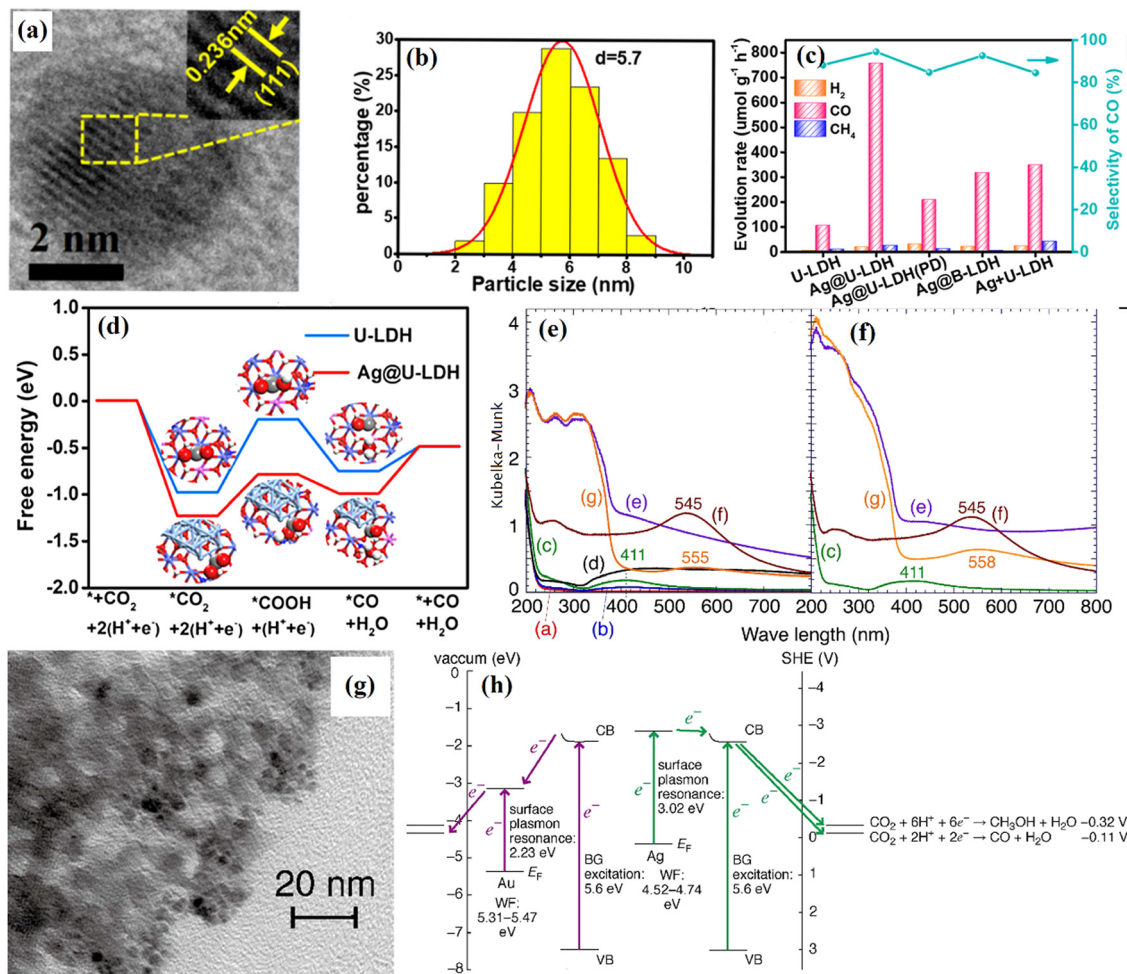 (a)
0.236nm
(111)
2 nm
(b)
d=5.7
percentage (%)
30
25
20
15
10
5
0
0 2 4 6 8 10
Particle size (nm)
(c)
H2
CO
CH4
Evolution rate (umol g-1 h-1)
800
700
600
500
400
300
200
100
0
Selectivity of CO (%)
100
80
60
40
20
0
U-LDH
Ag@U-LDH
Ag@U-LDH(PD)
Ag@B-LDH
Ag+U-LDH
(d)
U-LDH
Ag@U-LDH
Free energy (eV)
1.0
0.5
0.0
-0.5
-1.0
-1.5
-2.0
*+CO2 *CO2 *COOH *CO *+CO
+2(H++e-) +2(H++e-) +(H++e-) +H2O +H2O
(e)
Kubelka-Munk
4
3
2
1
0
(g)
(e)
545
(f)
(c)
(d)
411
555
200 300 400 500 600 700
(a)
(b)
(f)
(g)
(e)
545
(f)
(c)
411
558
200 300 400 500 600 700 800
Wave length (nm)
(g)
20 nm
(h)
vaccum (eV)
0
−1
−2
−3
−4
−5
−6
−7
−8
SHE (V)
−4
−3
−2
−1
0
1
2
3
CB
e−
e−
e−
surface
plasmon
resonance:
2.23 eV
e−
EF
Au
WF:
5.31–5.47
eV
BG
excitation:
5.6 eV
VB
e−
CB
surface
plasmon
resonance:
3.02 eV
e−
e−
e−
e−
EF
Ag
WF:
4.52–4.74
eV
BG
excitation:
5.6 eV
VB
CO2 + 6H+ + 6e− → CH3OH + H2O −0.32 V
CO2 + 2H+ + 2e− → CO + H2O −0.11 V